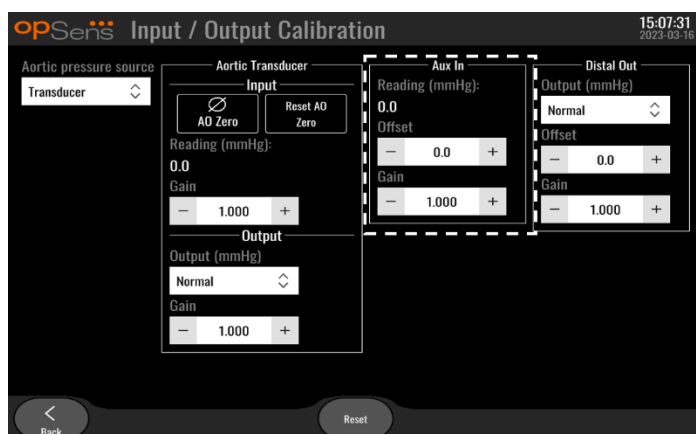 opSens Input / Output Calibration
15:07:31
2023-03-16
Aortic pressure source
Transducer
Aortic Transducer
Input
AO Zero
Reset AO
Zero
Reading (mmHg):
0.0
Gain
− 1.000 +
Output
Output (mmHg)
Normal
Gain
− 1.000 +
Aux In
Reading (mmHg):
0.0
Offset
− 0.0 +
Gain
− 1.000 +
Distal Out
Output (mmHg)
Normal
Offset
− 0.0 +
Gain
− 1.000 +
Back
Reset